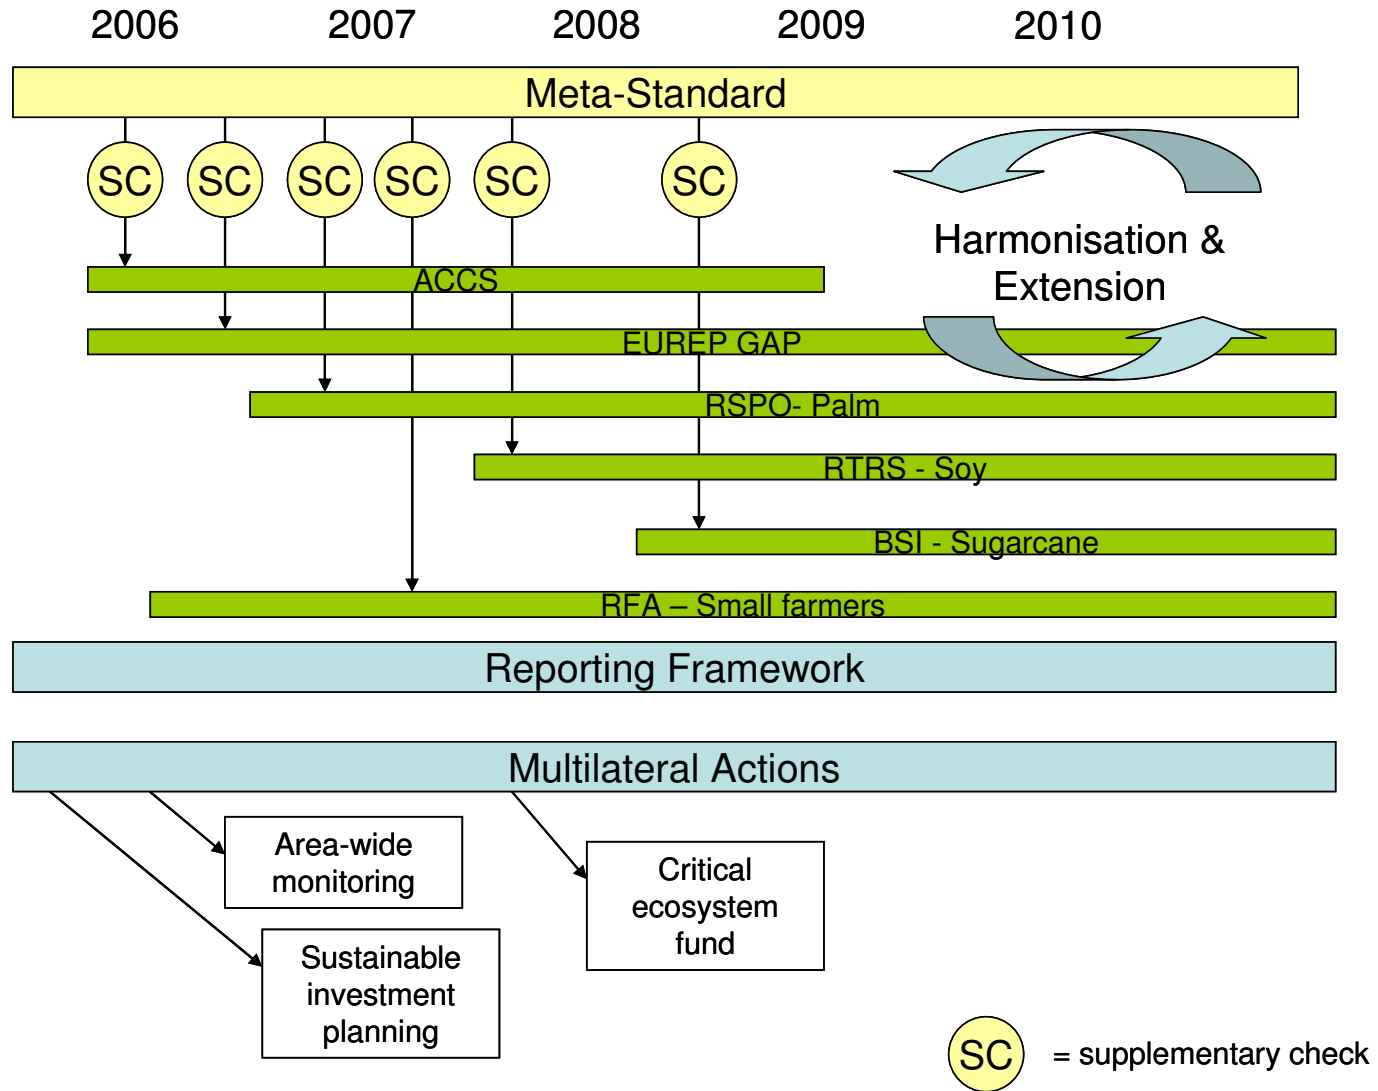 2006 2007 2008 2009 2010
Meta-Standard
SC SC SC SC SC SC
Harmonisation &
Extension
ACCS
EUREP GAP
RSPO- Palm
RTRS - Soy
BSI - Sugarcane
RFA – Small farmers
Reporting Framework
Multilateral Actions
Area-wide
monitoring
Critical
ecosystem
fund
Sustainable
investment
planning
SC = supplementary check